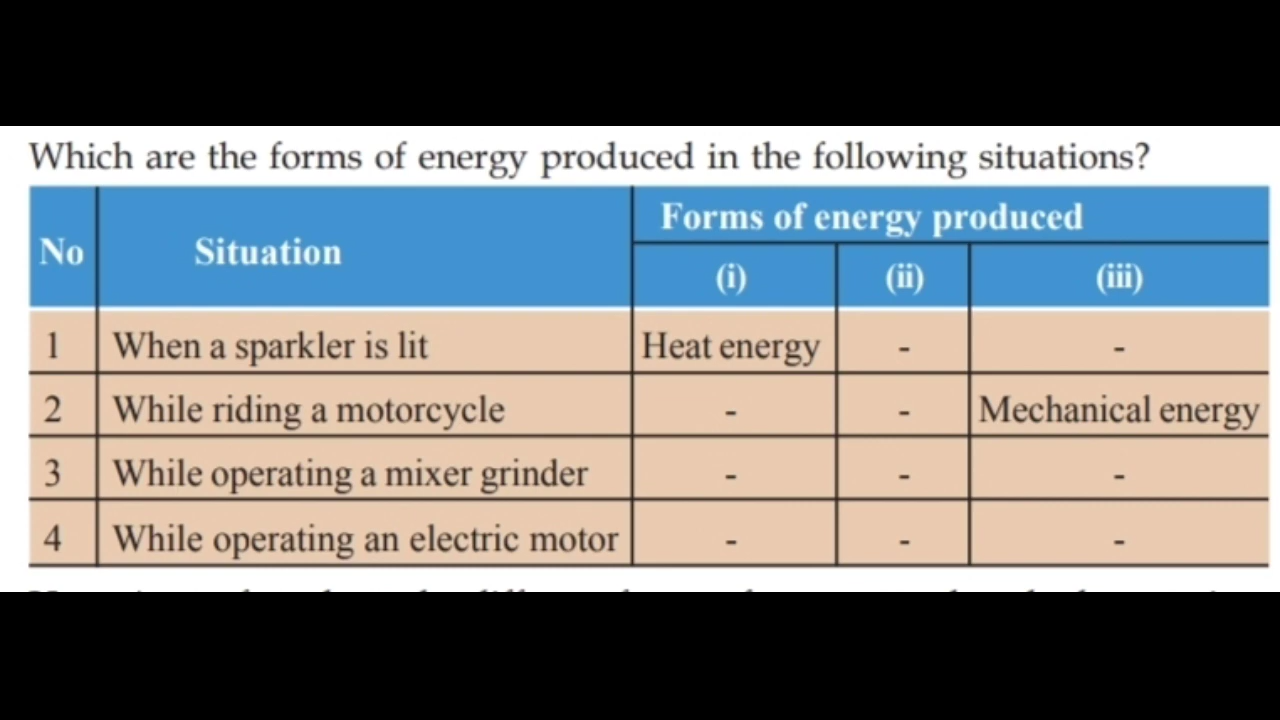 Which are the forms of energy produced in the following situations?
No Situation Forms of energy produced
(i) (ii) (iii)
1 When a sparkler is lit Heat energy - -
2 While riding a motorcycle - - Mechanical energy
3 While operating a mixer grinder - - -
4 While operating an electric motor - - -